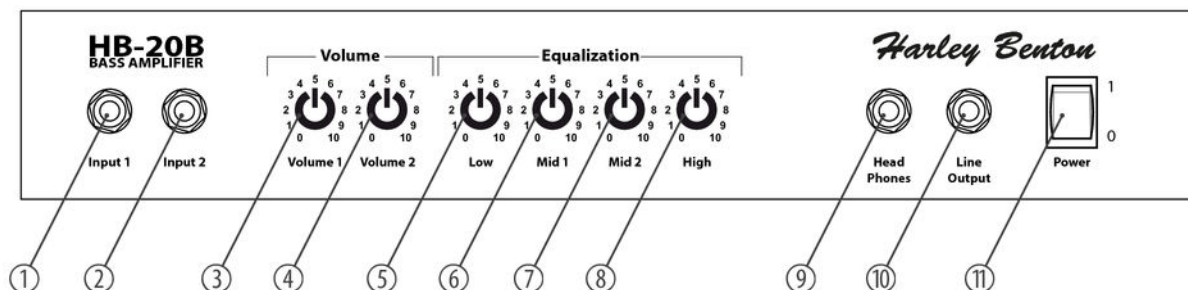 HB-20B
BASS AMPLIFIER
Input 1
Input 2
Volume
0 1 2 3 4 5 6 7 8 9 10
Volume 1
0 1 2 3 4 5 6 7 8 9 10
Volume 2
Equalization
0 1 2 3 4 5 6 7 8 9 10
Low
0 1 2 3 4 5 6 7 8 9 10
Mid 1
0 1 2 3 4 5 6 7 8 9 10
Mid 2
0 1 2 3 4 5 6 7 8 9 10
High
Harley Benton
Head
Phones
Line
Output
1
0
Power
1 2 3 4 5 6 7 8 9 10 11